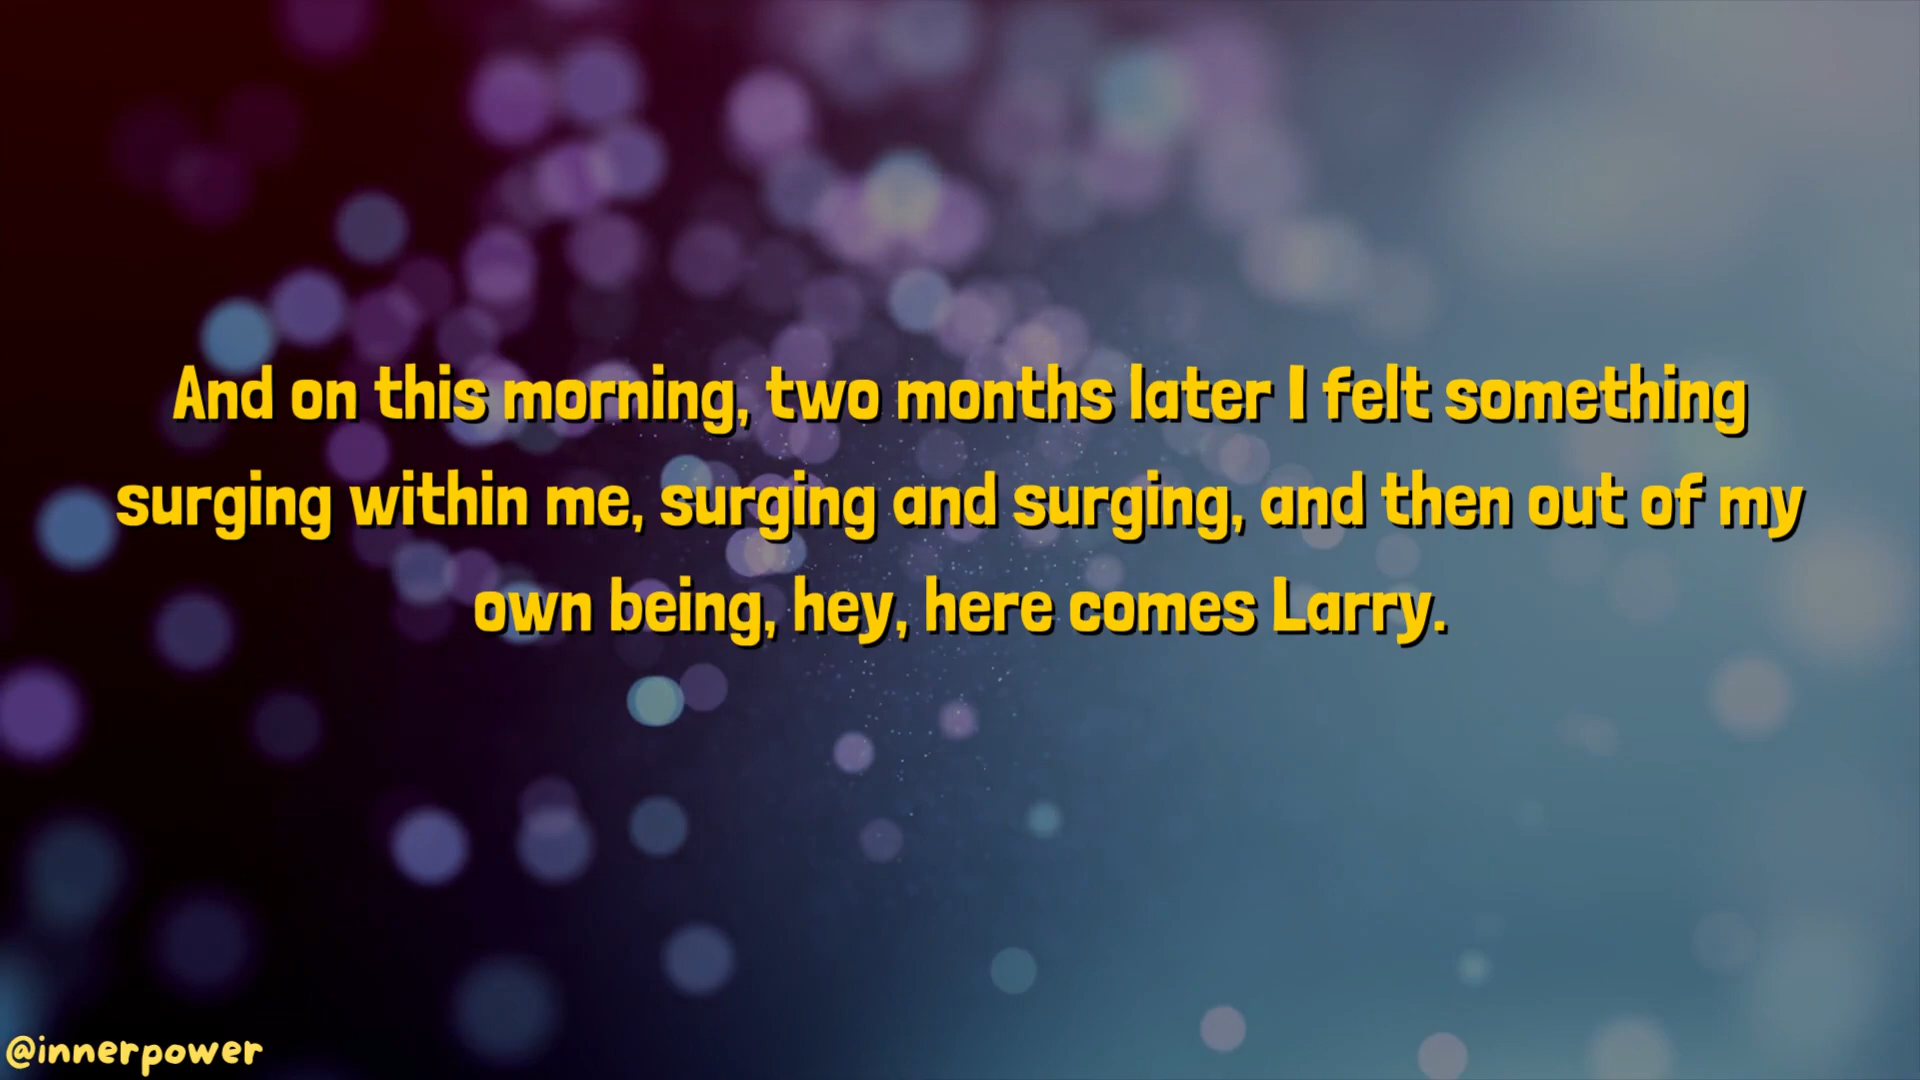 And on this morning, two months later I felt something
surging within me, surging and surging, and then out of my
own being, hey, here comes Larry.
@innerpower